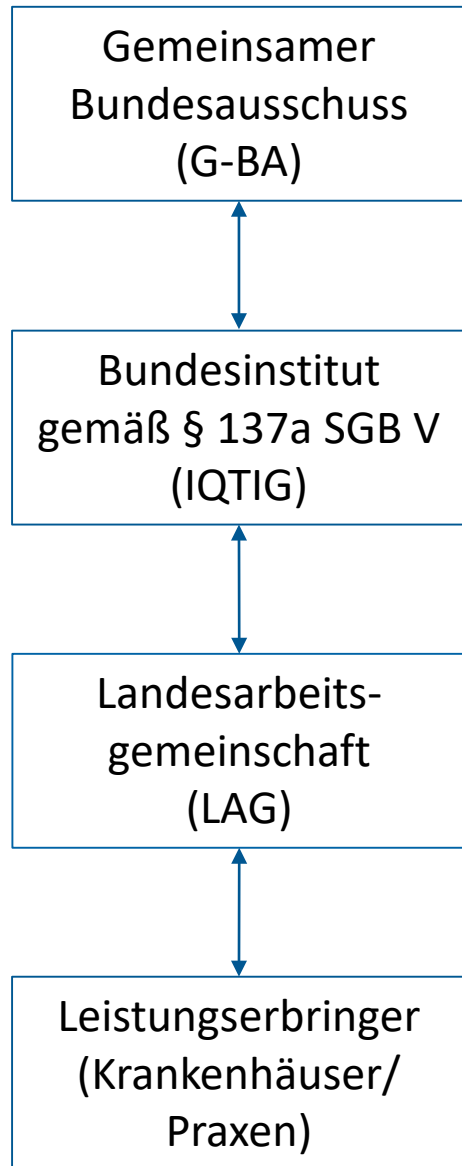 Gemeinsamer
Bundesausschuss
(G-BA)
Bundesinstitut
gemäß § 137a SGB V
(IQTIG)
Landesarbeits-
gemeinschaft
(LAG)
Leistungserbringer
(Krankenhäuser/
Praxen)